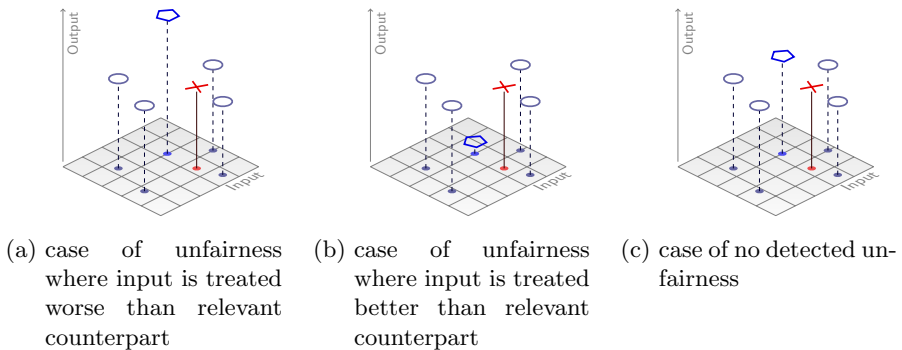 Output
Input
Output
Input
Output
Input
(a) case of unfairness
where input is treated
worse than relevant
counterpart
(b) case of unfairness
where input is treated
better than relevant
counterpart
(c) case of no detected un-
fairness